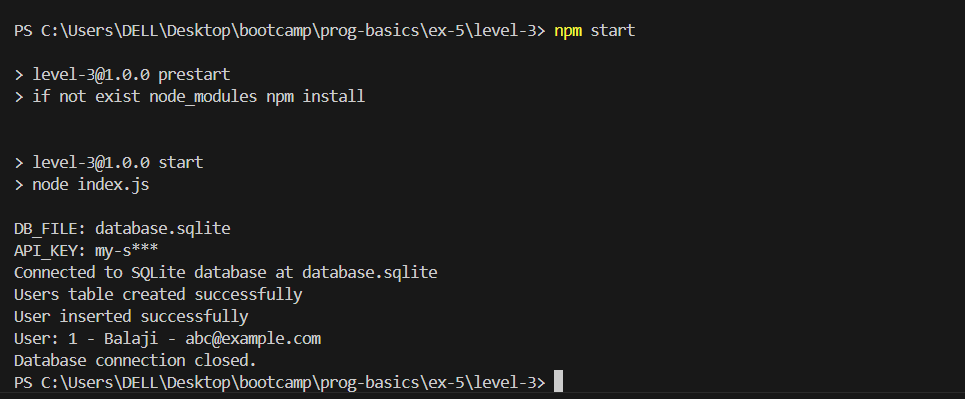 PS C:\Users\DELL\Desktop\bootcamp\prog-basics\ex-5\level-3> npm start
> level-3@1.0.0 prestart
> if not exist node_modules npm install
> level-3@1.0.0 start
> node index.js
DB_FILE: database.sqlite
API_KEY: my-s***
Connected to SQLite database at database.sqlite
Users table created successfully
User inserted successfully
User: 1 - Balaji - abc@example.com
Database connection closed.
PS C:\Users\DELL\Desktop\bootcamp\prog-basics\ex-5\level-3>